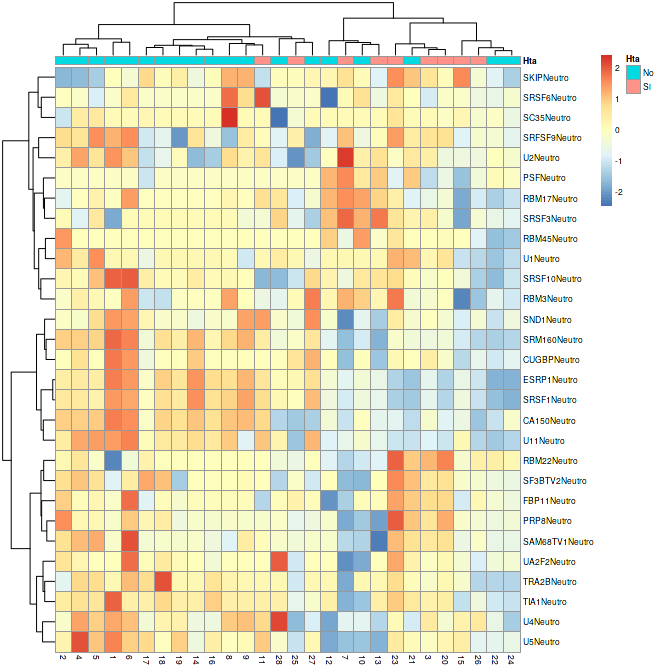 Hta
SKIPNeutro
SRSF6Neutro
SC35Neutro
SRFSF9Neutro
U2Neutro
PSFNeutro
RBM17Neutro
SRSF3Neutro
RBM45Neutro
U1Neutro
SRSF10Neutro
RBM3Neutro
SND1Neutro
SRM160Neutro
CUGBPNeutro
ESRP1Neutro
SRSF1Neutro
CA150Neutro
U11Neutro
RBM22Neutro
SF3BTV2Neutro
FBP11Neutro
PRP8Neutro
SAM68TV1Neutro
UA2F2Neutro
TRA2BNeutro
TIA1Neutro
U4Neutro
U5Neutro
2 4 5 1 6 17 18 19 14 16 8 9 11 28 25 27 12 7 10 13 23 21 3 20 15 26 22 24
2
1
0
-1
-2
Hta
No
Si